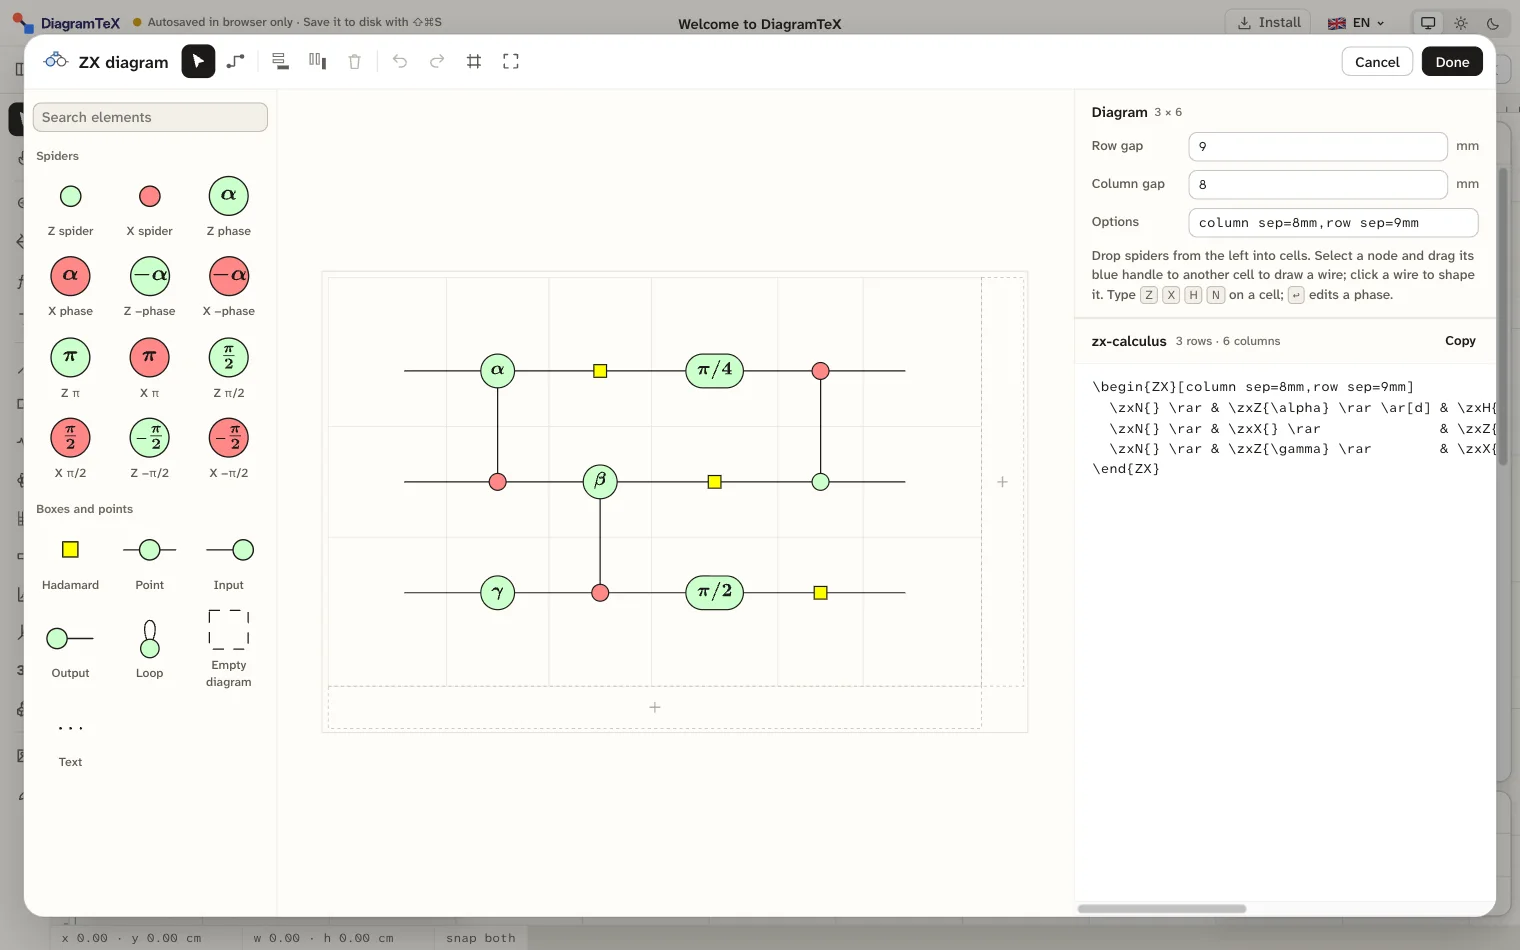 DiagramTeX
Autosaved in browser only · Save it to disk with ⇧⌘S
Welcome to DiagramTeX
Install
EN
ZX diagram
Cancel
Done
Search elements
Spiders
α
Z spider
X spider
Z phase
α
−α
−α
X phase
Z −phase
X −phase
π
π
π/2
Z π
X π
Z π/2
π/2
−π/2
−π/2
X π/2
Z −π/2
X −π/2
Boxes and points
Hadamard
Point
Input
Output
Loop
Empty
diagram
...
Text
α
π/4
β
+
γ
π/2
+
Diagram 3 × 6
Row gap
9
mm
Column gap
8
mm
Options
column sep=8mm,row sep=9mm
Drop spiders from the left into cells. Select a node and drag its
blue handle to another cell to draw a wire; click a wire to shape
it. Type Z X H N on a cell; ↩ edits a phase.
zx-calculus 3 rows · 6 columns
Copy
\begin{ZX}[column sep=8mm,row sep=9mm]
\zxN{} \rar & \zxZ{\alpha} \rar \ar[d] & \zxH{
\zxN{} \rar & \zxX{} \rar & \zxZ{
\zxN{} \rar & \zxZ{\gamma} \rar & \zxX{
\end{ZX}
x 0.00 · y 0.00 cm
w 0.00 · h 0.00 cm
snap both